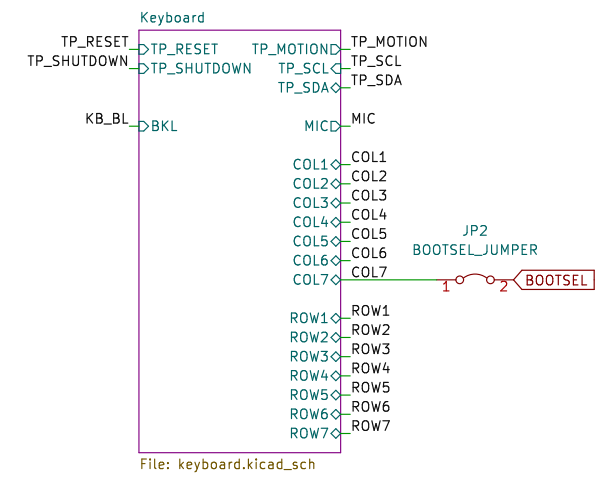 Keyboard
TP_RESET
TP_SHUTDOWN
KB_BL
TP_RESET
TP_SHUTDOWN
BKL
TP_MOTION
TP_SCL
TP_SDA
MIC
COL1
COL2
COL3
COL4
COL5
COL6
COL7
ROW1
ROW2
ROW3
ROW4
ROW5
ROW6
ROW7
TP_MOTION
TP_SCL
TP_SDA
MIC
COL1
COL2
COL3
COL4
COL5
COL6
COL7
ROW1
ROW2
ROW3
ROW4
ROW5
ROW6
ROW7
JP2
BOOTSEL_JUMPER
1 2 BOOTSEL
File: keyboard.kicad_sch